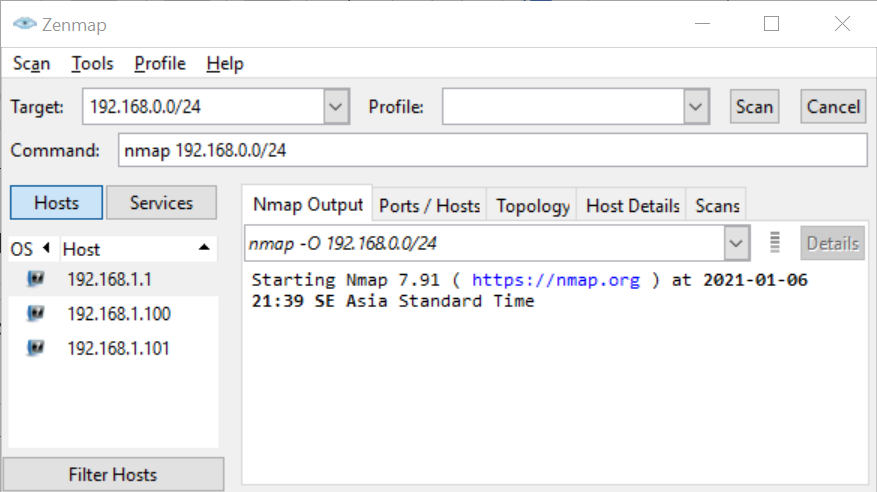 Zenmap
Scan Tools Profile Help
Target: 192.168.0.0/24 Profile: Scan Cancel
Command: nmap 192.168.0.0/24
Hosts Services Nmap Output Ports / Hosts Topology Host Details Scans
OS Host nmap -O 192.168.0.0/24 Details
192.168.1.1 Starting Nmap 7.91 ( https://nmap.org ) at 2021-01-06
21:39 SE Asia Standard Time
192.168.1.100
192.168.1.101
Filter Hosts